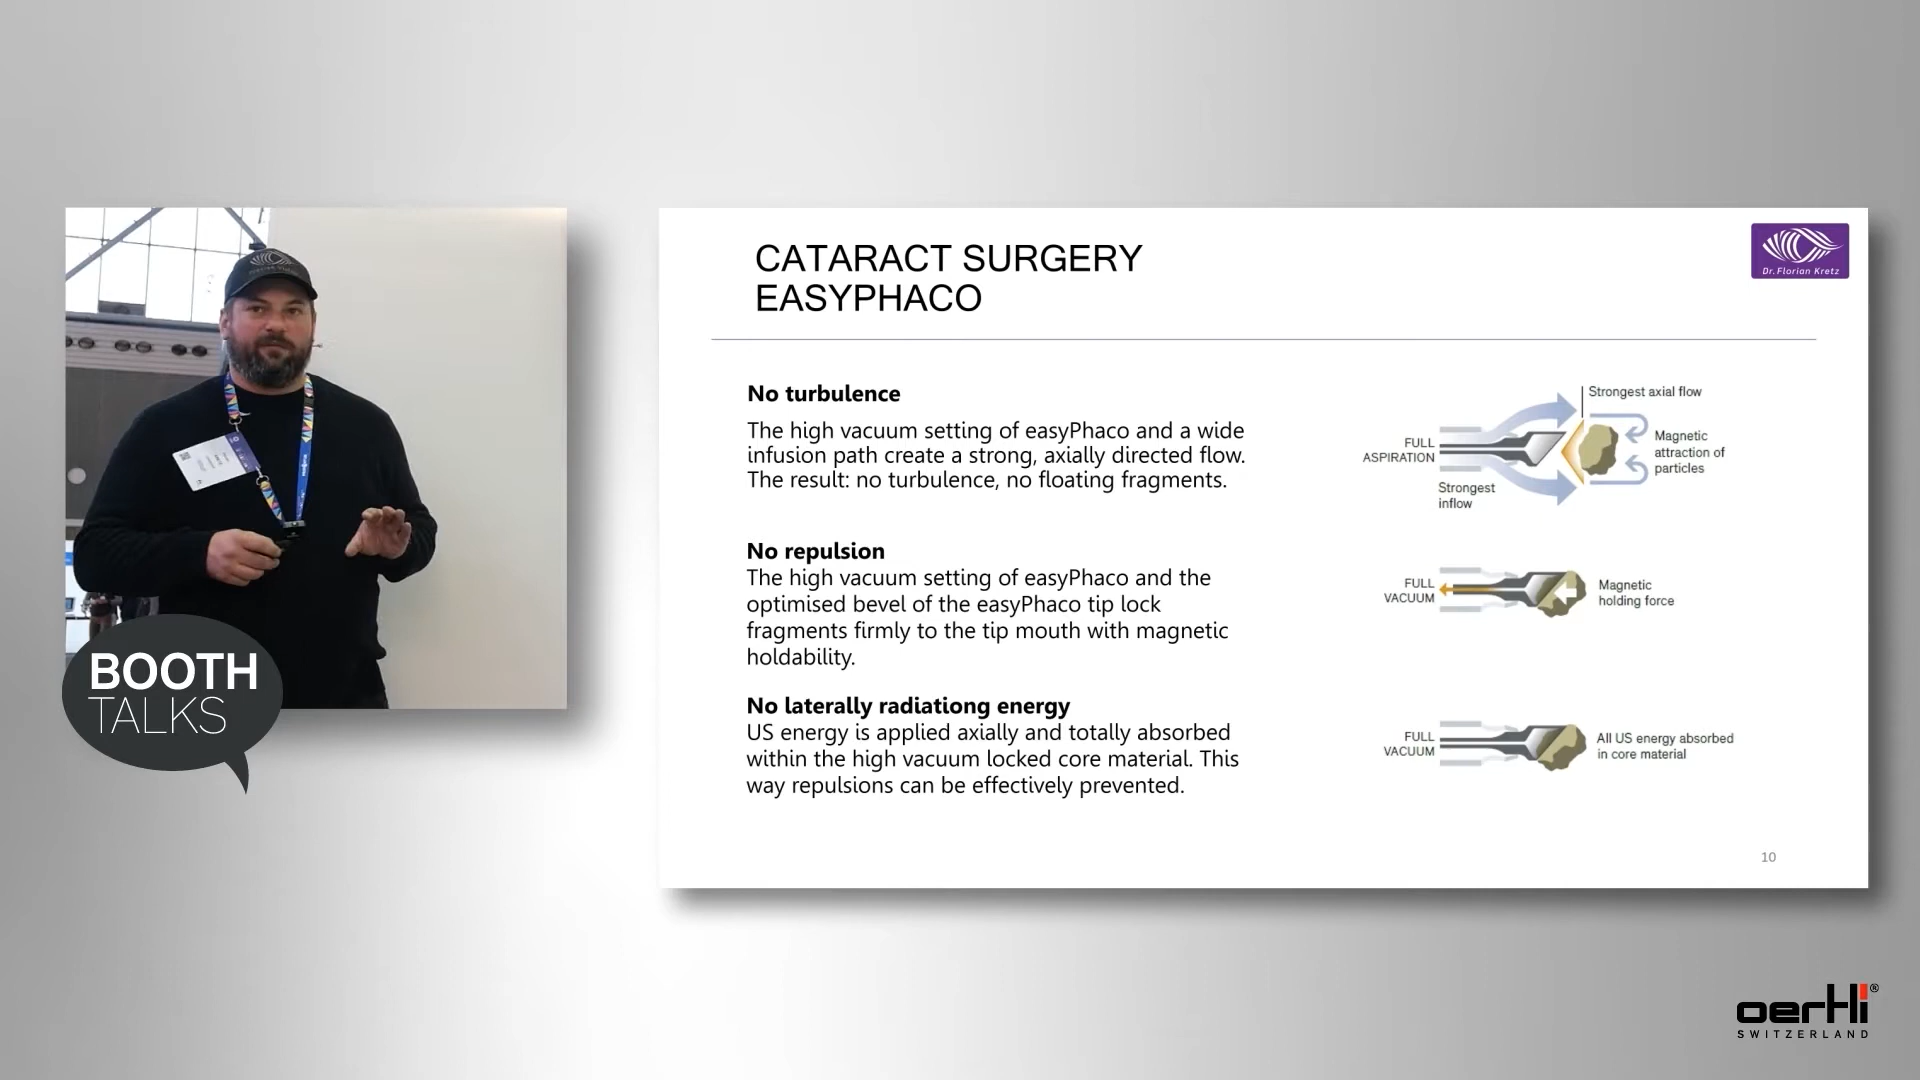 CATARACT SURGERY
EASYPHACO
Dr. Florian Kretz
No turbulence
The high vacuum setting of easyPhaco and a wide
infusion path create a strong, axially directed flow.
The result: no turbulence, no floating fragments.
Strongest axial flow
FULL
ASPIRATION
Magnetic
attraction of
particles
Strongest
inflow
No repulsion
The high vacuum setting of easyPhaco and the
optimised bevel of the easyPhaco tip lock
fragments firmly to the tip mouth with magnetic
holdability.
FULL
VACUUM
Magnetic
holding force
No laterally radiationg energy
US energy is applied axially and totally absorbed
within the high vacuum locked core material. This
way repulsions can be effectively prevented.
FULL
VACUUM
All US energy absorbed
in core material
10
BOOTH
TALKS
oertli®
SWITZERLAND